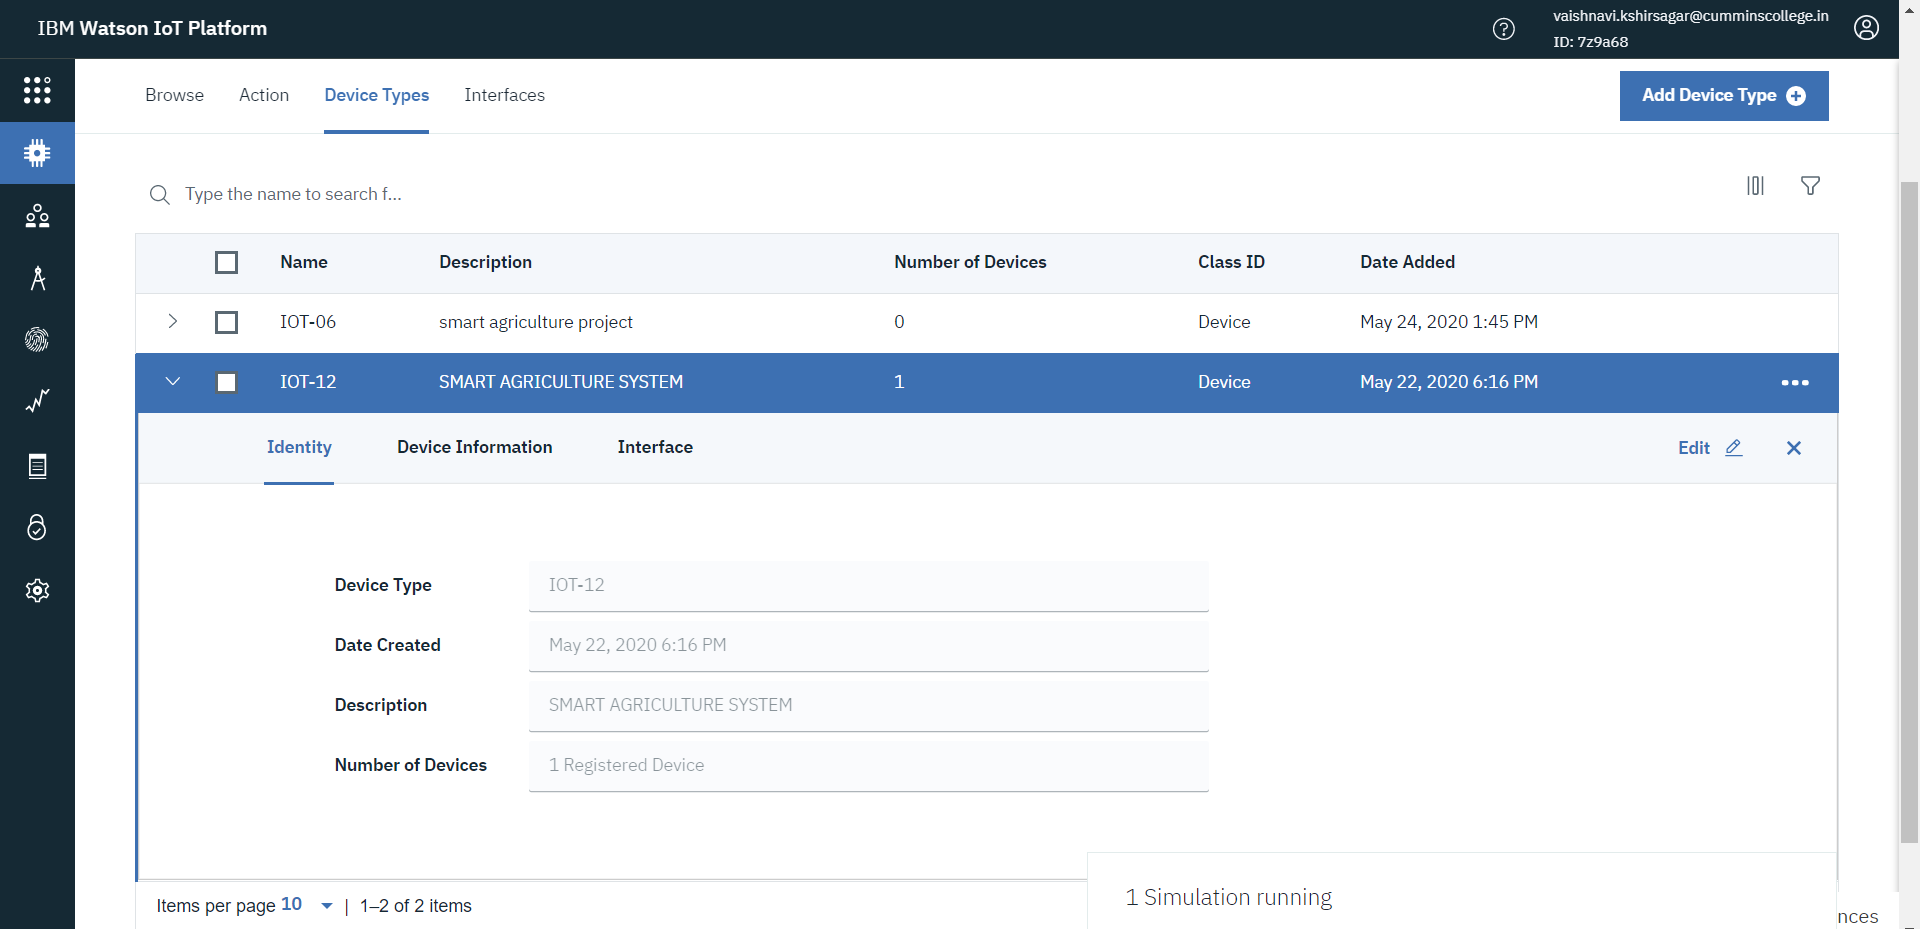 IBM Watson IoT Platform
vaishnavi.kshirsagar@cumminscollege.in
ID: 7z9a68
Browse Action Device Types Interfaces
Add Device Type
Type the name to search f...
Name Description Number of Devices Class ID Date Added
IOT-06 smart agriculture project 0 Device May 24, 2020 1:45 PM
IOT-12 SMART AGRICULTURE SYSTEM 1 Device May 22, 2020 6:16 PM
Identity Device Information Interface Edit
Device Type IOT-12
Date Created May 22, 2020 6:16 PM
Description SMART AGRICULTURE SYSTEM
Number of Devices 1 Registered Device
Items per page 10 | 1–2 of 2 items
1 Simulation running
nces